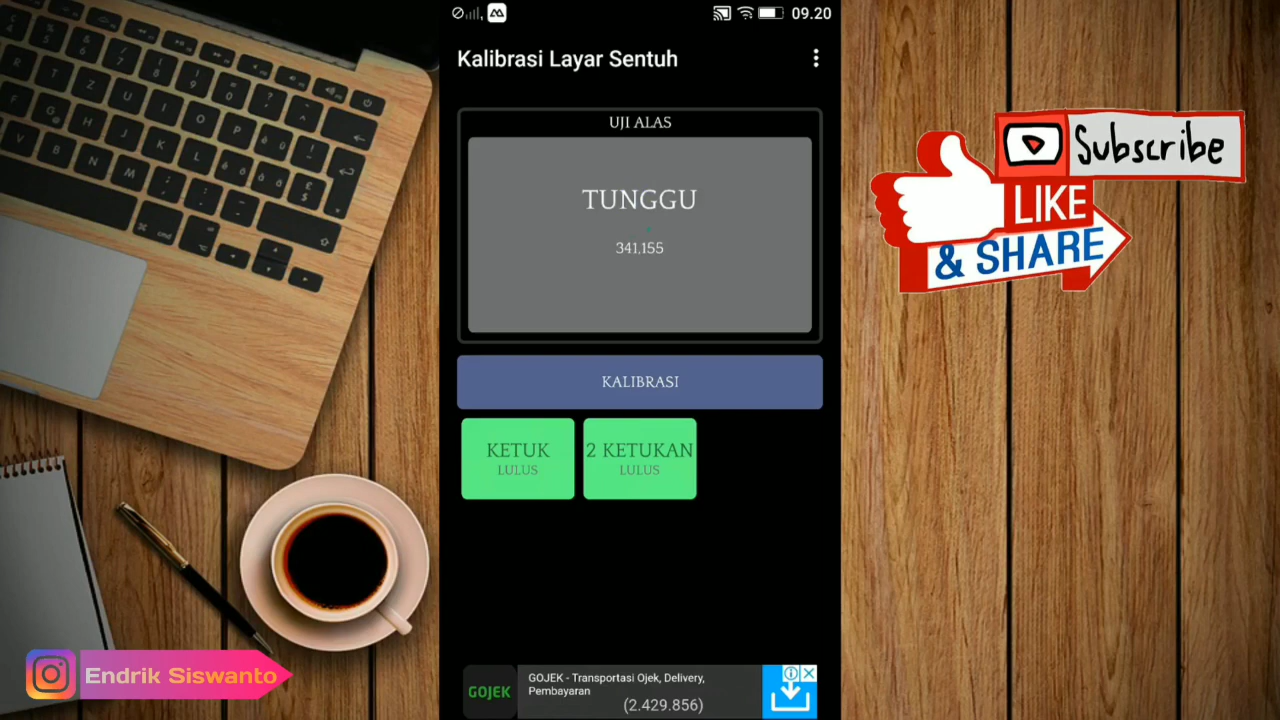 09.20
Kalibrasi Layar Sentuh
UJI ALAS
TUNGGU
341,155
KALIBRASI
KETUK
LULUS
2 KETUKAN
LULUS
GOJEK
GOJEK - Transportasi Ojek, Delivery,
Pembayaran
(2.429.856)
Subscribe
LIKE
& SHARE
Endrik Siswanto